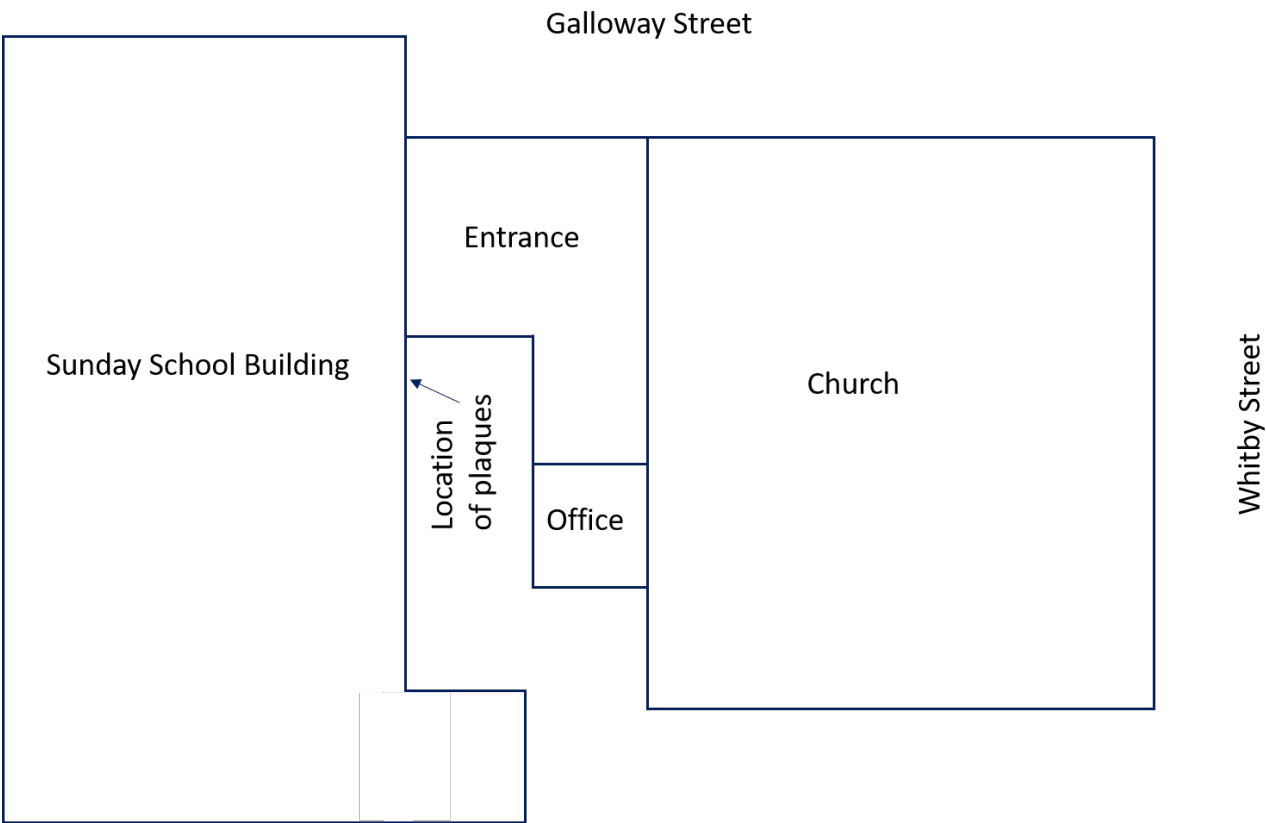 Galloway Street
Entrance
Sunday School Building
Location
of plaques
Church
Office
Whitby Street